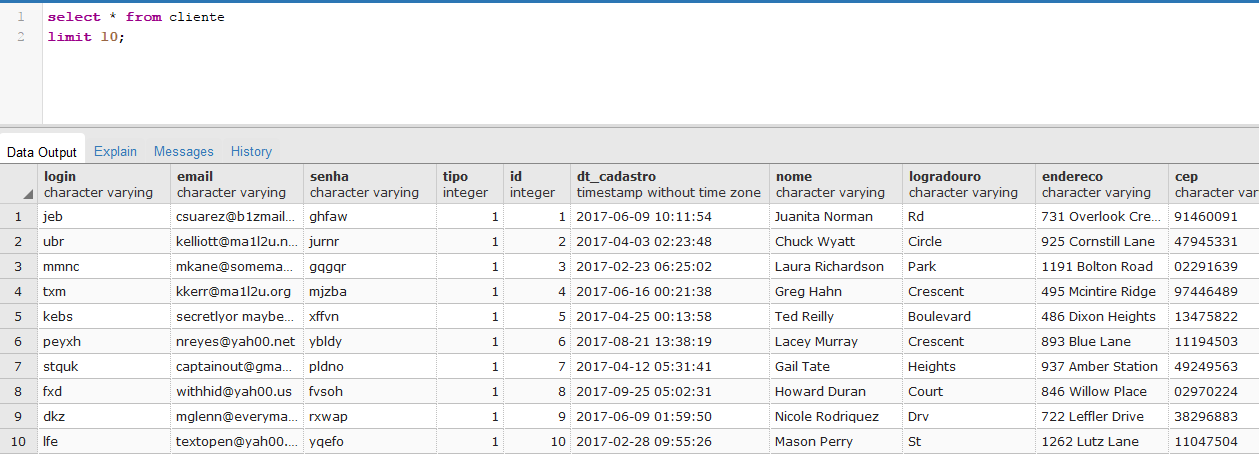 1 select * from cliente
2 limit 10;
Data Output Explain Messages History
login email senha tipo id dt_cadastro nome logradouro endereco cep
character varying character varying character varying integer integer timestamp without time zone character varying character varying character varying character var
1 jeb csuarez@b1zmail... ghfaw 1 1 2017-06-09 10:11:54 Juanita Norman Rd 731 Overlook Cre... 91460091
2 ubr kelliott@ma1l2u.n... jurnr 1 2 2017-04-03 02:23:48 Chuck Wyatt Circle 925 Cornstill Lane 47945331
3 mmnc mkane@somema... gqgqr 1 3 2017-02-23 06:25:02 Laura Richardson Park 1191 Bolton Road 02291639
4 txm kkerr@ma1l2u.org mjzba 1 4 2017-06-16 00:21:38 Greg Hahn Crescent 495 Mcintire Ridge 97446489
5 kebs secretlyor maybe... xffvn 1 5 2017-04-25 00:13:58 Ted Reilly Boulevard 486 Dixon Heights 13475822
6 peyxh nreyes@yah00.net ybldy 1 6 2017-08-21 13:38:19 Lacey Murray Crescent 893 Blue Lane 11194503
7 stquk captainout@gma... pldno 1 7 2017-04-12 05:31:41 Gail Tate Heights 937 Amber Station 49249563
8 fxd withhid@yah00.us fvsoh 1 8 2017-09-25 05:02:31 Howard Duran Court 846 Willow Place 02970224
9 dkz mglenn@everyma... rxwap 1 9 2017-06-09 01:59:50 Nicole Rodriquez Drv 722 Leffler Drive 38296883
10 lfe textopen@yah00.... yqefo 1 10 2017-02-28 09:55:26 Mason Perry St 1262 Lutz Lane 11047504